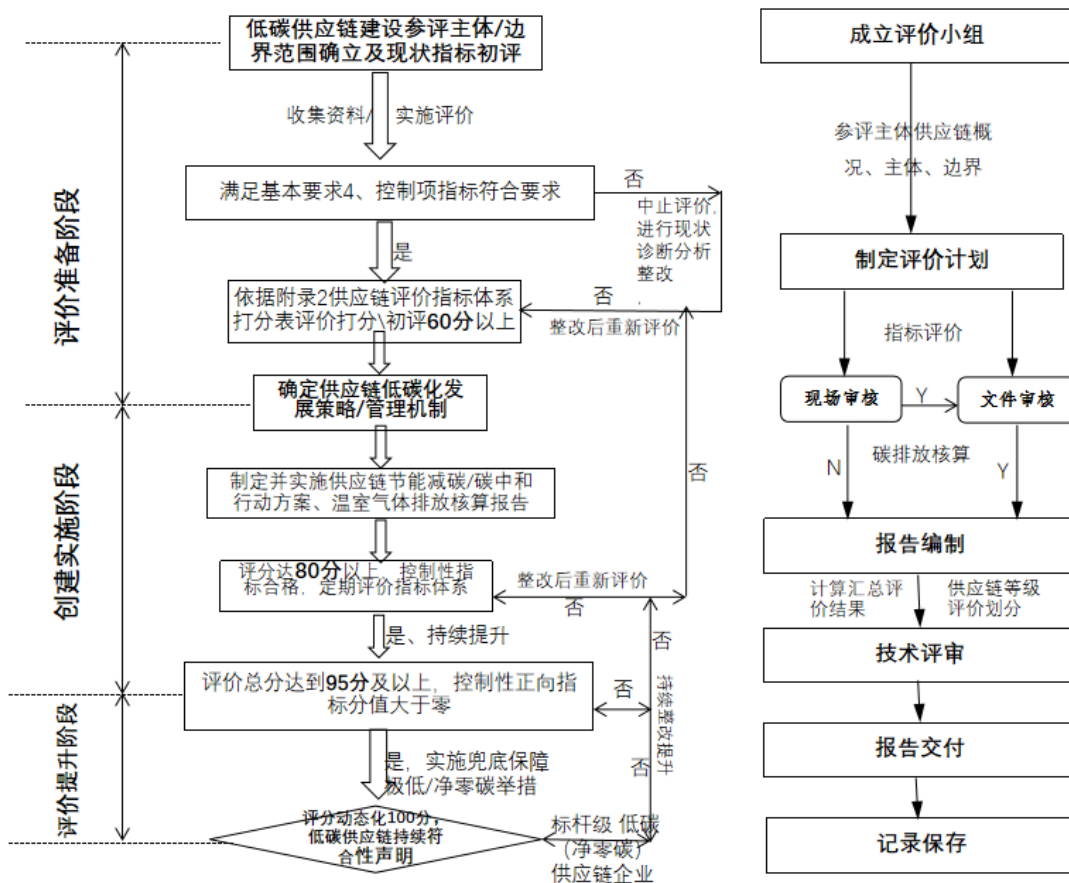 低碳供应链建设参评主体/边
界范围确立及现状指标初评
收集资料/ 实施评价
满足基本要求4、控制项指标符合要求
否
中止评价,
进行现状
诊断分析
整改
.
是
依据附录2供应链评价指标体系
打分表评价打分\初评60分以上
否
整改后重新评价
确定供应链低碳化发
展策略/管理机制
制定并实施供应链节能减碳/碳中和
行动方案、温室气体排放核算报告
否
评分达80分以上，控制性指
标合格，定期评价指标体系
整改后重新评价
否
是、持续提升
否
评价总分达到95分及以上，控制性正向指
标分值大于零
否
持续整改提升
是，实施兜底保障
级低/净零碳举措
否
评分动态化100分，
低碳供应链持续符
合性声明
标杆级 低碳
（净零碳）
供应链企业
评价准备阶段
创建实施阶段
评价提升阶段
成立评价小组
参评主体供应链概
况、主体、边界
制定评价计划
指标评价
现场审核
Y
文件审核
N
碳排放核算
Y
报告编制
计算汇总评
价结果
供应链等级
评价划分
技术评审
报告交付
记录保存